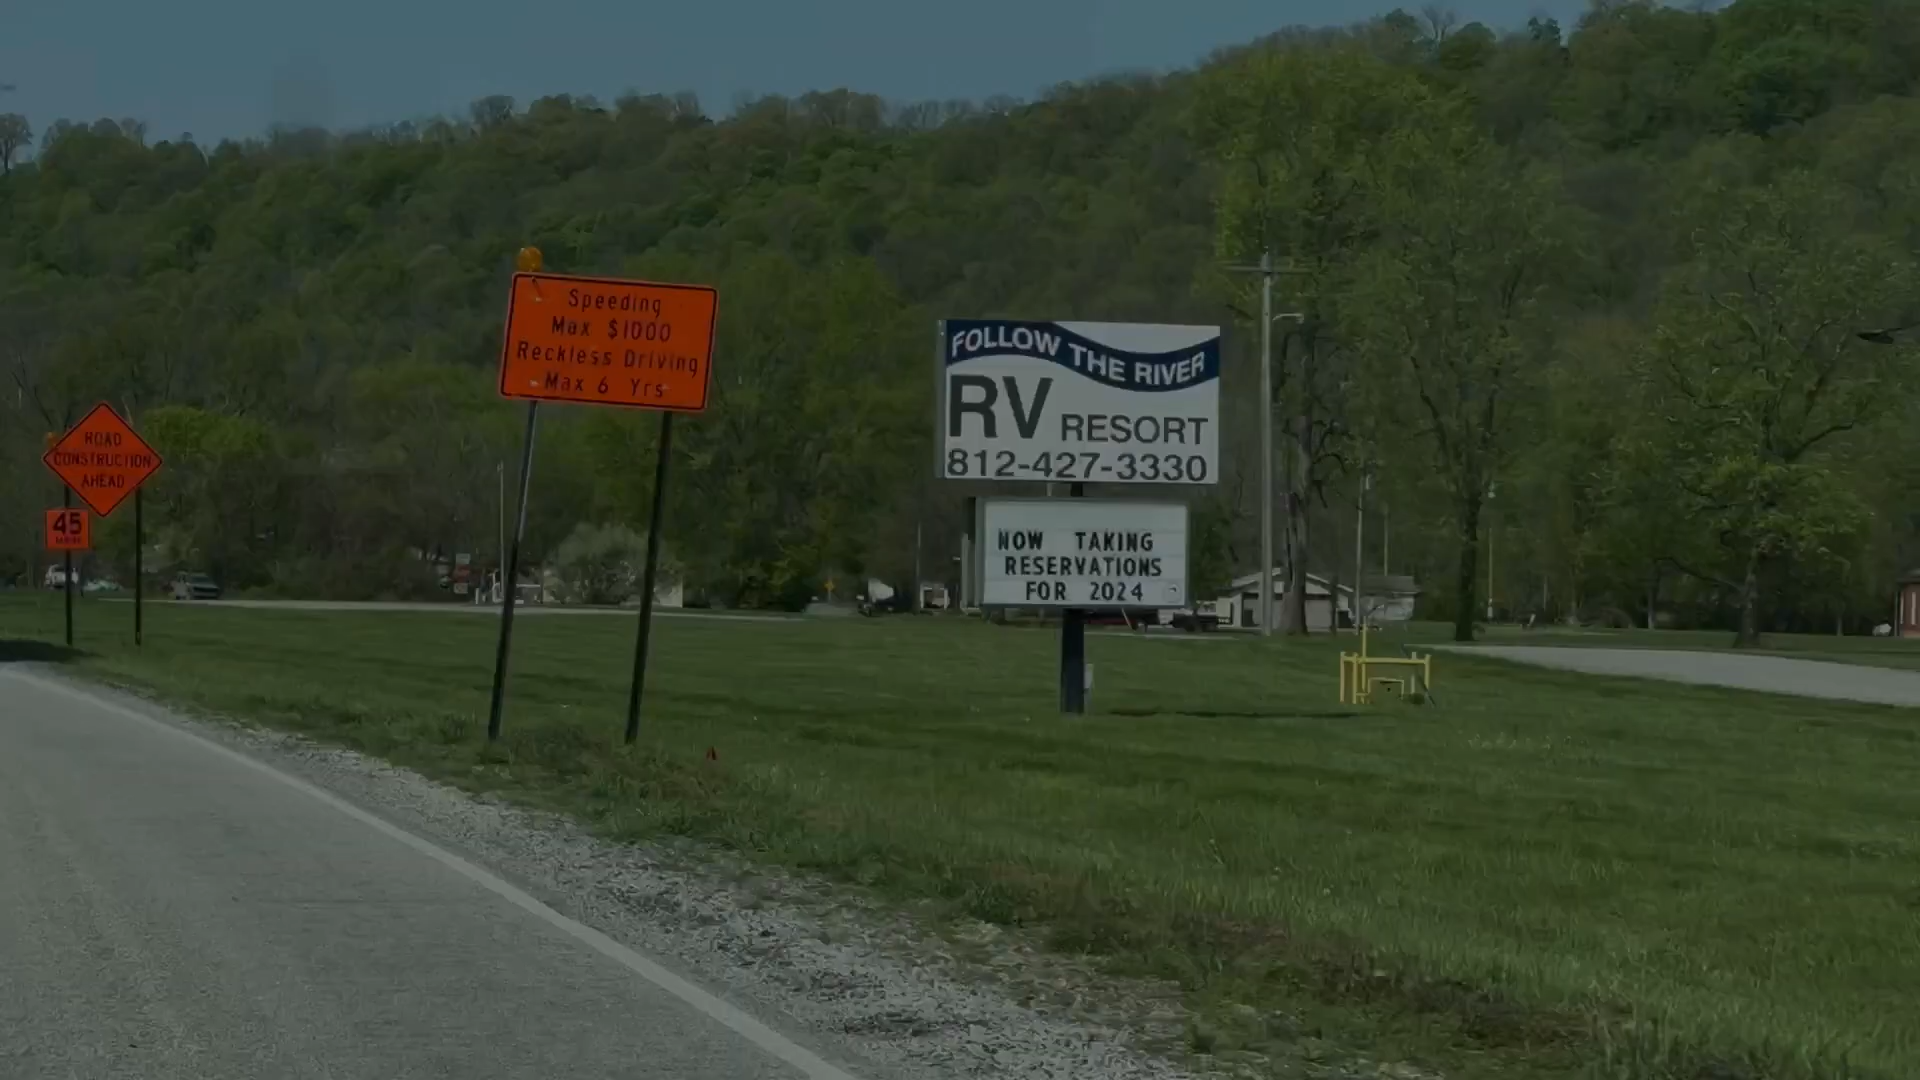 Speeding
Max $1000
Reckless Driving
Max 6 Yrs
ROAD
CONSTRUCTION
AHEAD
45
FOLLOW THE RIVER
RV RESORT
812-427-3330
NOW TAKING
RESERVATIONS
FOR 2024